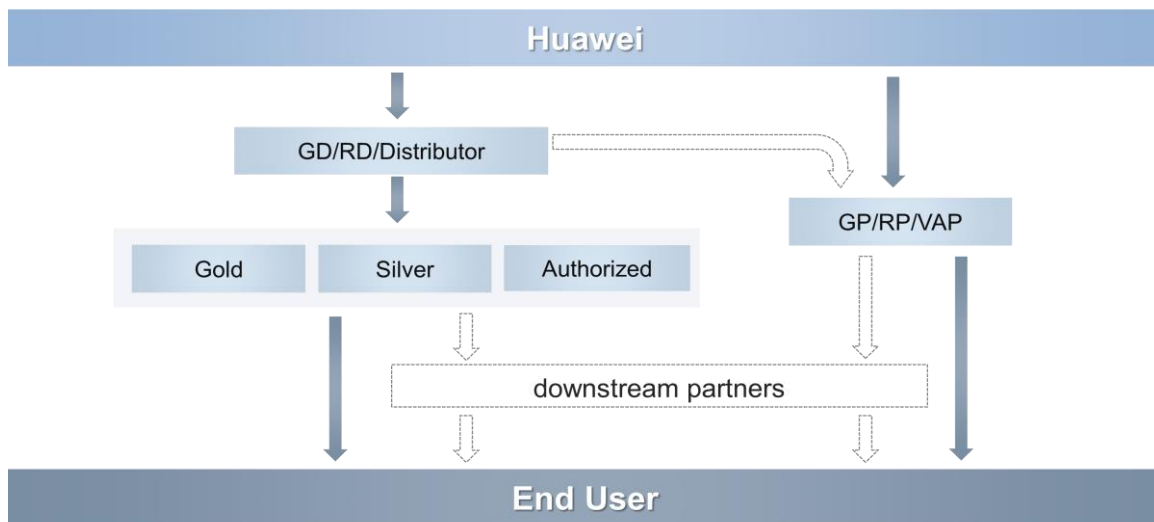 Huawei
GD/RD/Distributor
GP/RP/VAP
Gold
Silver
Authorized
downstream partners
End User